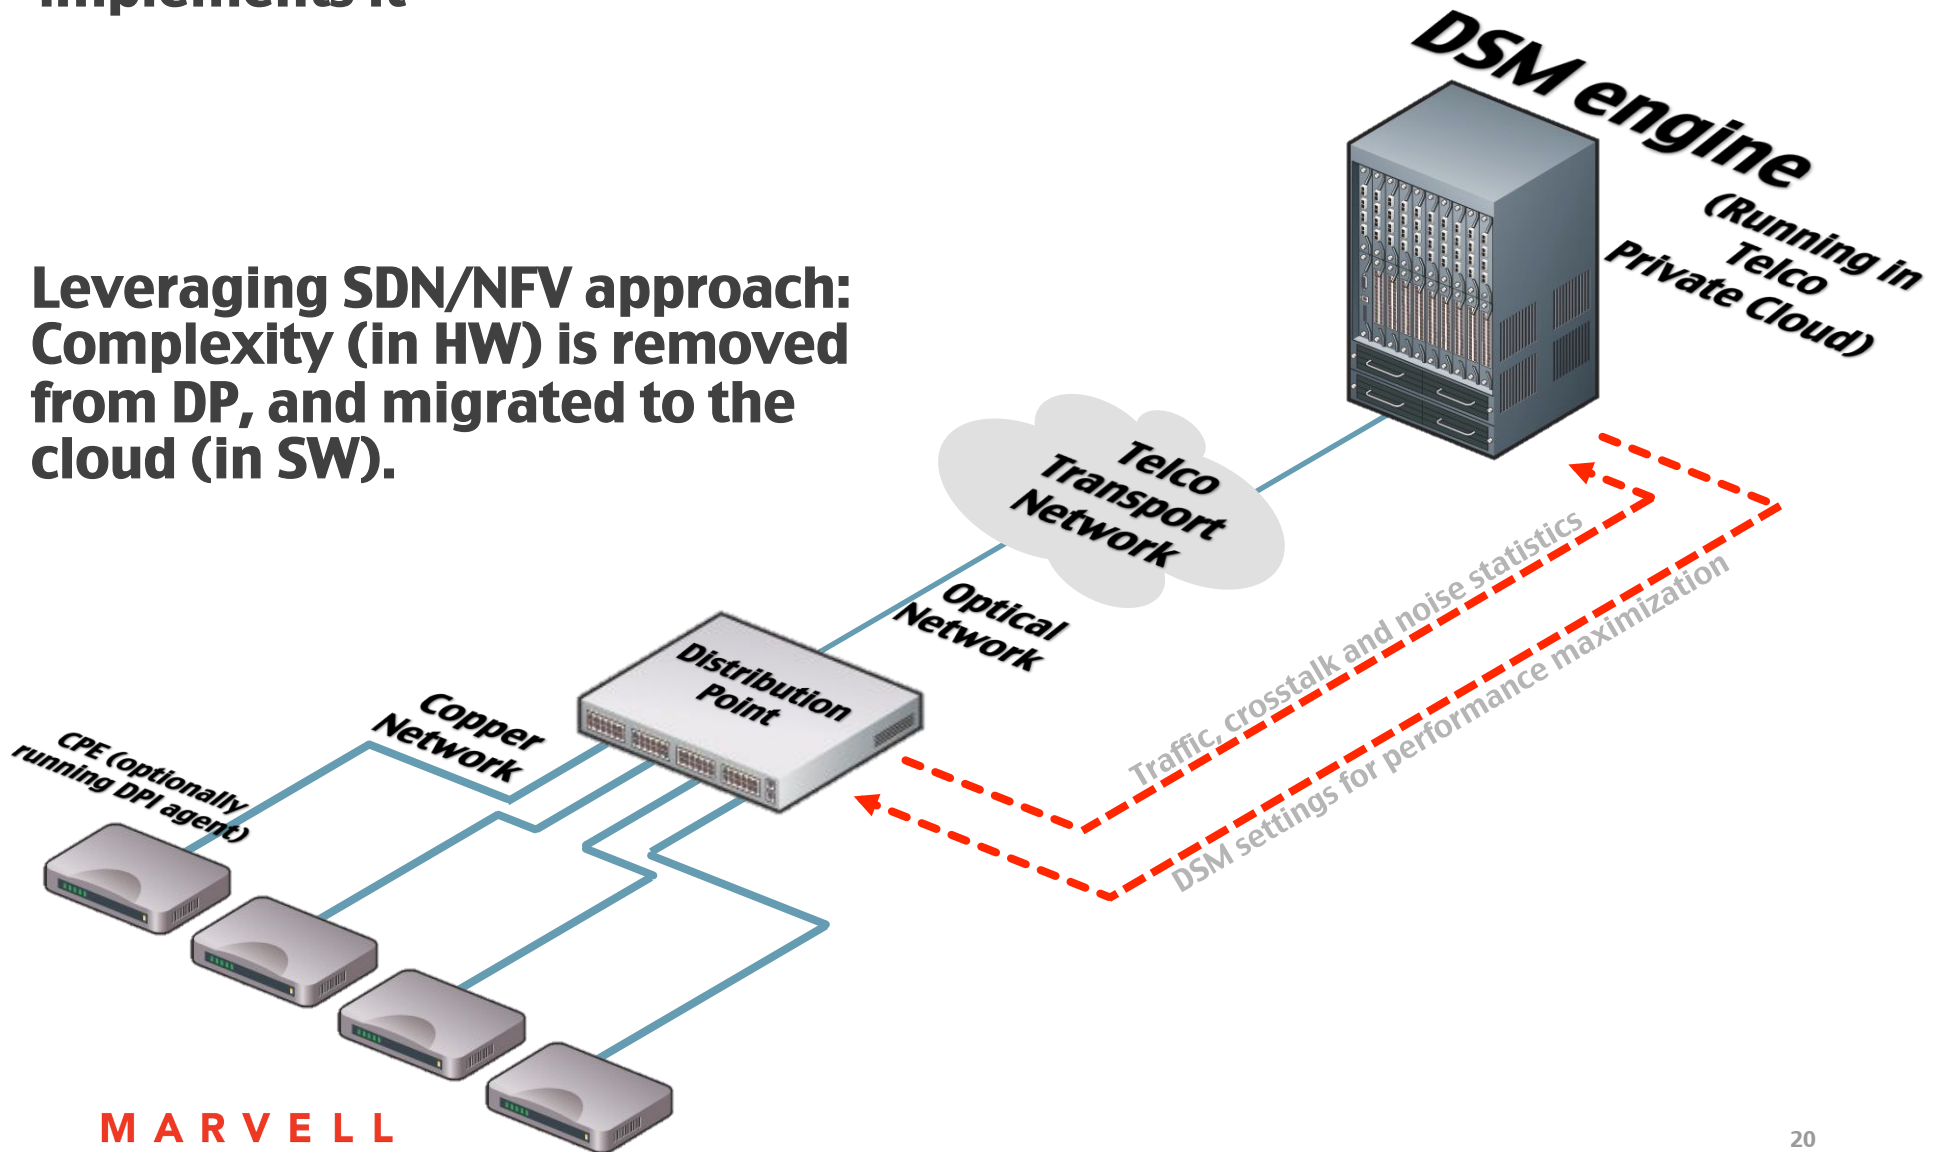 implements it
DSM engine
(Running in
Telco
Private Cloud)
Leveraging SDN/NFV approach:
Complexity (in HW) is removed
from DP, and migrated to the
cloud (in SW).
Telco
Transport
Network
Optical
Network
Distribution
Point
Copper
Network
CPE (optionally
running DPI agent)
Traffic, crosstalk and noise statistics
DSM settings for performance maximization
MARVELL
20